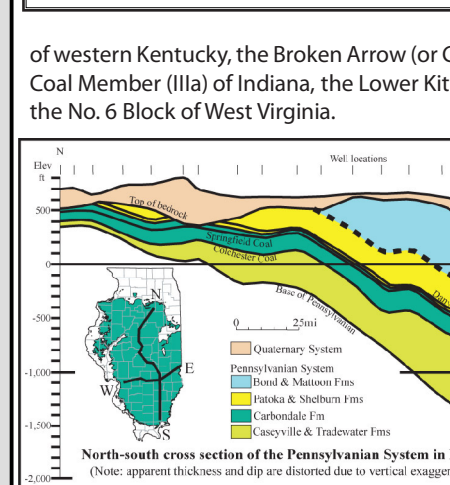 of western Kentucky, the Broken Arrow (or
Coal Member (IIIa) of Indiana, the Lower Kit
the No. 6 Block of West Virginia.
N
Well locations
Elev
ft
Top of bedrock
500
Springfield Coal
Colchester Coal
0
Base of Pennsylvanian
Danv
N
-500
0 25mi
Quaternary System
Pennsylvanian System
E
-1,000
Bond & Mattoon Fms
W
Patoka & Shelburn Fms
Carbondale Fm
-1,500
Caseyville & Tradewater Fms
S
North-south cross section of the Pennsylvanian System in
(Note: apparent thickness and dip are distorted due to vertical exagger
-2,000